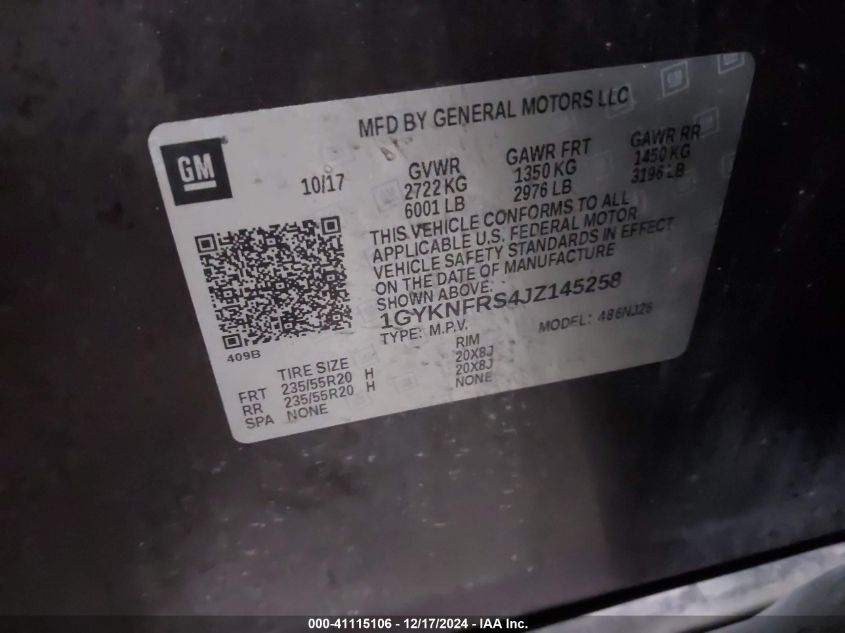 MFD BY GENERAL MOTORS LLC
GM
10/17
GVWR GAWR FRT GAWR RR
2722 KG 1350 KG 1450 KG
6001 LB 2976 LB 3196 LB
THIS VEHICLE CONFORMS TO ALL
APPLICABLE U.S. FEDERAL MOTOR
VEHICLE SAFETY STANDARDS IN EFFECT
ON THE DATE OF MANUFACTURE
SHOWN ABOVE.
1GYKNFRS4JZ145258
TYPE: M.P.V. MODEL: 486NJ26
409B
TIRE SIZE RIM
FRT 235/55R20 H 20X8J
RR 235/55R20 H 20X8J
SPA NONE NONE
000-41115106 - 12/17/2024 - IAA Inc.